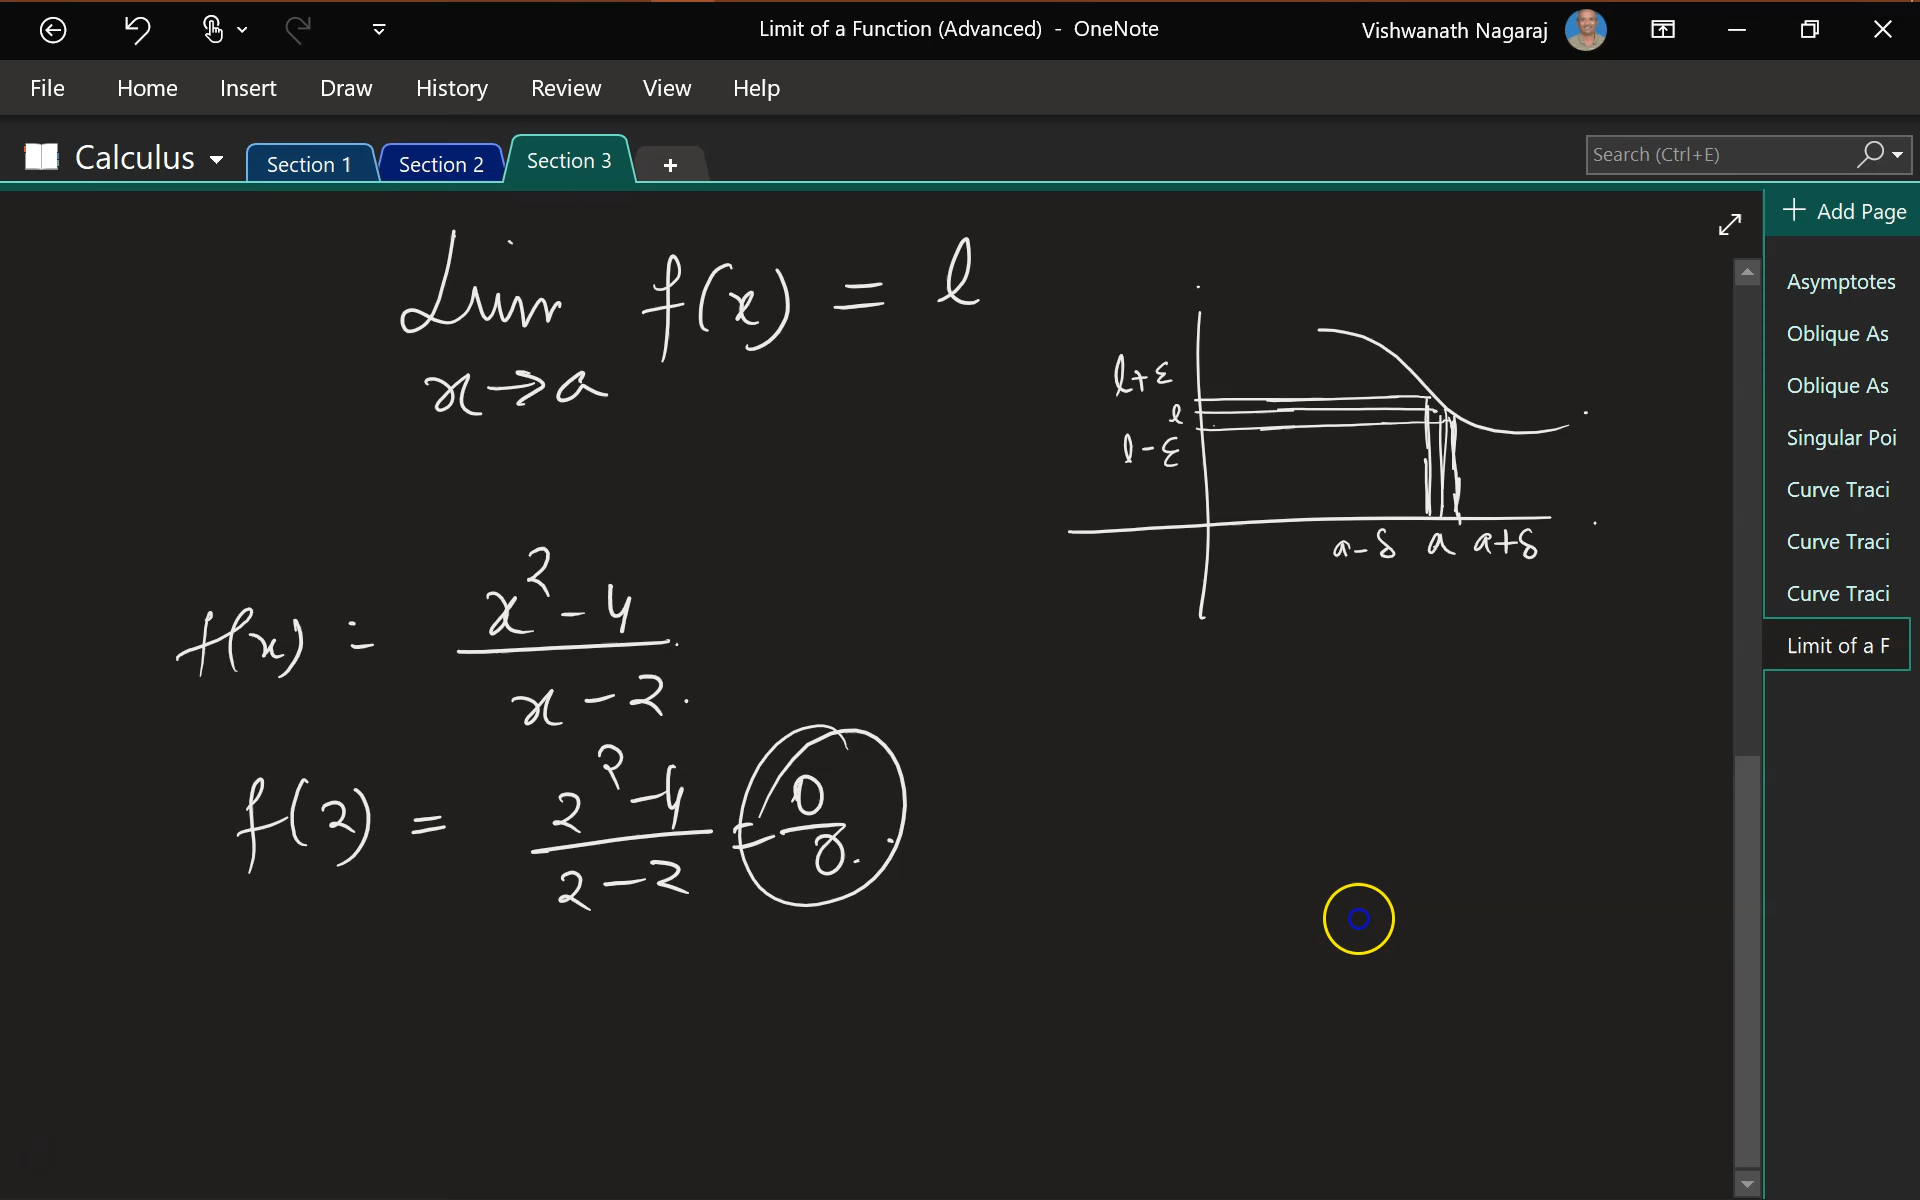 Limit of a Function (Advanced) - OneNote
Vishwanath Nagaraj
File Home Insert Draw History Review View Help
Calculus Section 1 Section 2 Section 3 +
Search (Ctrl+E)
+ Add Page
Asymptotes
Oblique As
Oblique As
Singular Poi
Curve Traci
Curve Traci
Curve Traci
Limit of a F
Lim f(x) = l
x→a
l+ε
l
l-ε
a-δ a a+δ
f(x) = x²-4
x-2
f(2) = 2²-4 = 0
2-2 0